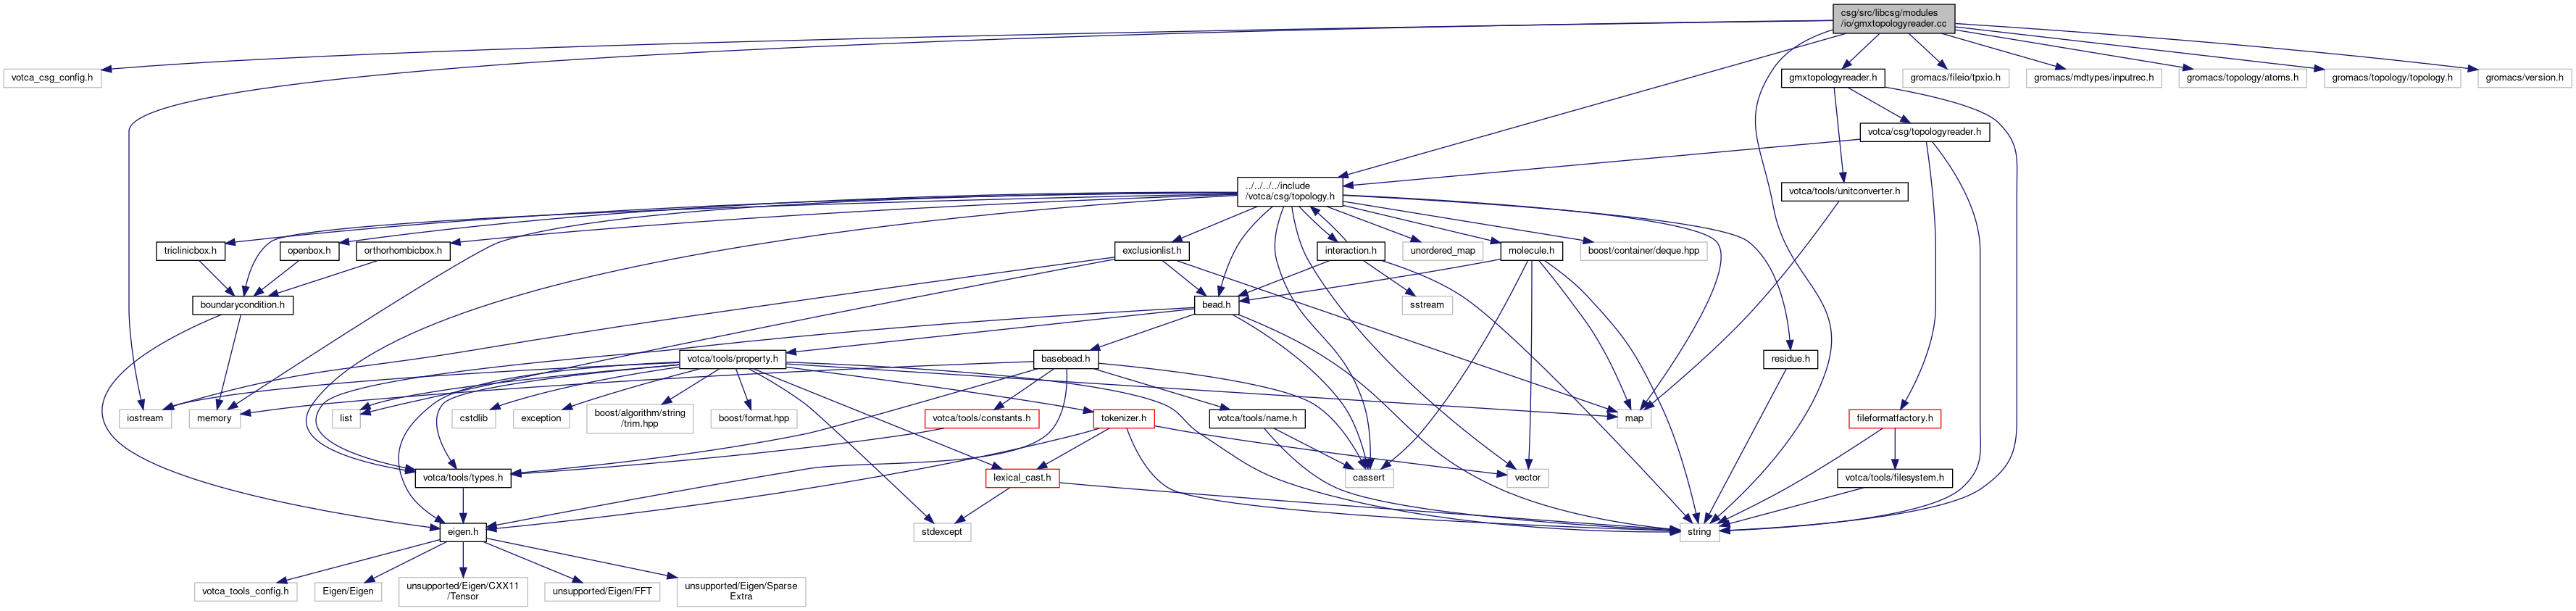 csg/src/libcsg/modules
/io/gmxtopologyreader.cc
votca_csg_config.h
gmxtopologyreader.h
gromacs/fileio/tpxio.h
gromacs/mdtypes/inputrec.h
gromacs/topology/atoms.h
gromacs/topology/topology.h
gromacs/version.h
votca/csg/topologyreader.h
../../../../include
/votca/csg/topology.h
votca/tools/unitconverter.h
triclinicbox.h
openbox.h
orthorhombicbox.h
exclusionlist.h
interaction.h
unordered_map
molecule.h
boost/container/deque.hpp
boundarycondition.h
bead.h
sstream
votca/tools/property.h
basebead.h
residue.h
iostream
memory
list
cstdlib
exception
boost/algorithm/string
/trim.hpp
boost/format.hpp
votca/tools/constants.h
tokenizer.h
votca/tools/name.h
map
fileformatfactory.h
votca/tools/types.h
lexical_cast.h
cassert
vector
votca/tools/filesystem.h
eigen.h
stdexcept
string
votca_tools_config.h
Eigen/Eigen
unsupported/Eigen/CXX11
/Tensor
unsupported/Eigen/FFT
unsupported/Eigen/Sparse
Extra